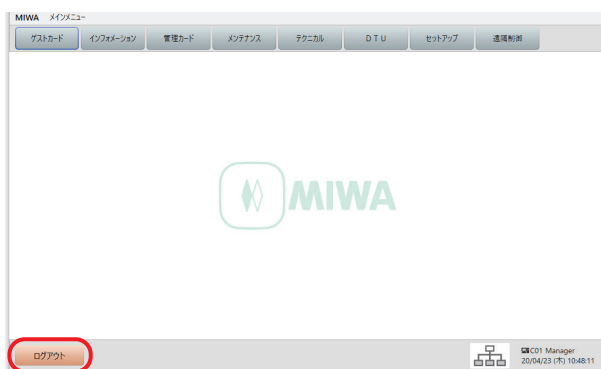 MIWA メインメニュー
ゲストカード インフォメーション 管理カード メンテナンス テクニカル DTU セットアップ 遠隔制御
MIWA
ログアウト
C01 Manager
20/04/23 (木) 10:48:11